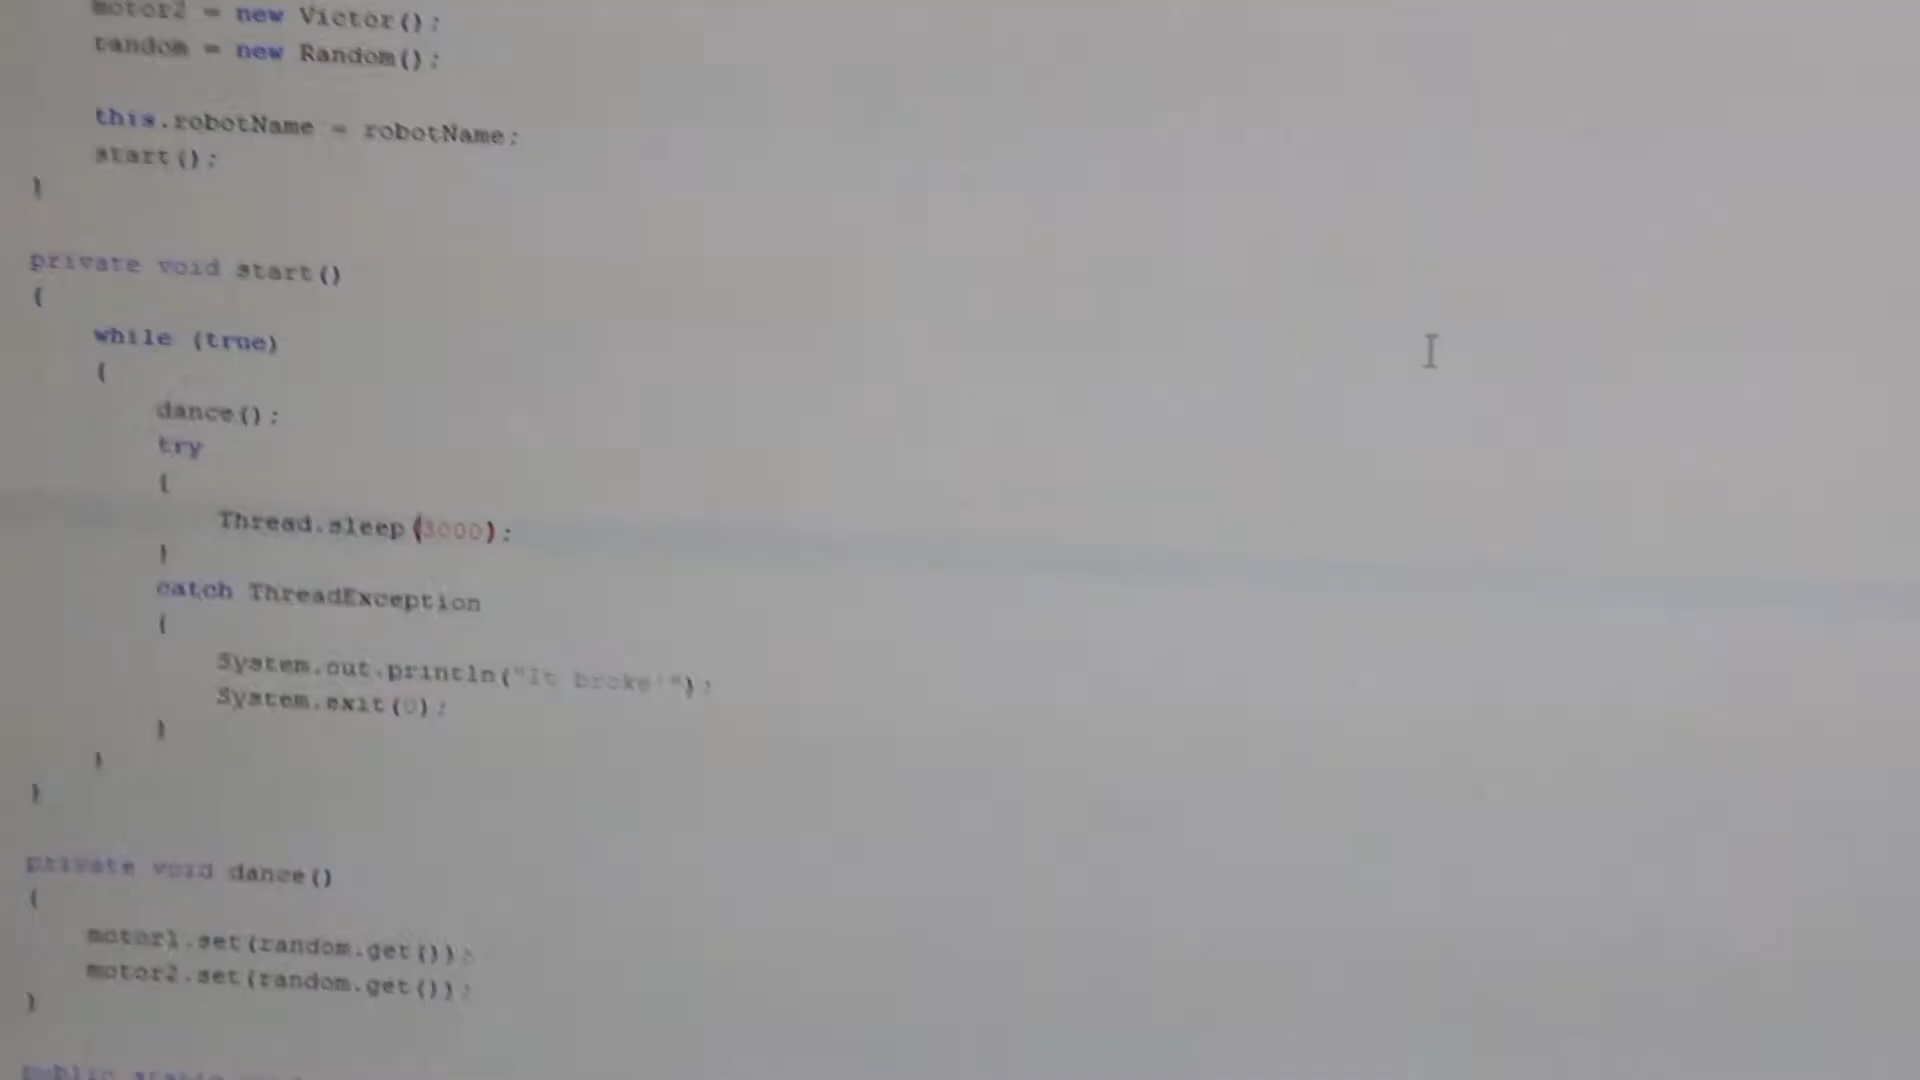 motor2 = new Victor();
random = new Random();
this.robotName = robotName;
start();
}
private void start()
{
while (true)
{
dance();
try
{
Thread.sleep(3000);
}
catch ThreadException
{
System.out.println("It broke!");
System.exit(0);
}
}
}
private void dance()
{
motor1.set(random.get());
motor2.set(random.get());
}
public static